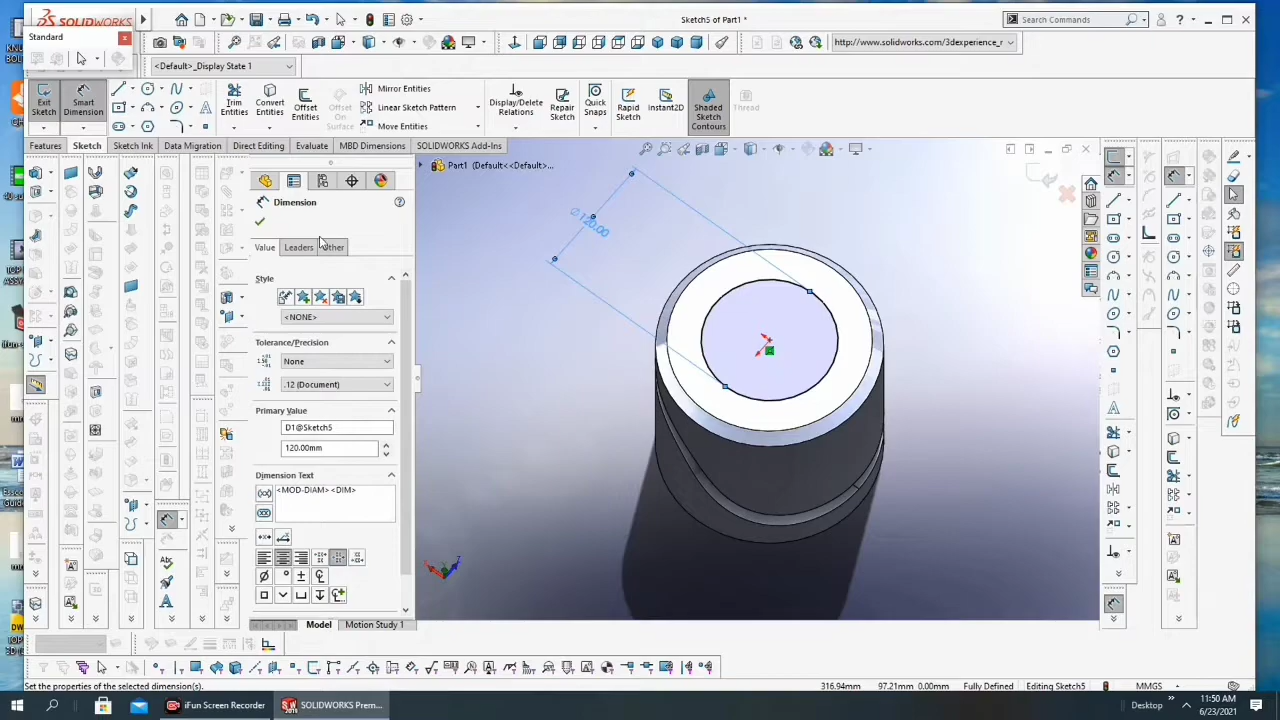 SOLIDWORKS
Sketch5 of Part1 *
Search Commands
Standard
<Default>_Display State 1
http://www.solidworks.com/3dexperience_r
Exit Sketch
Smart Dimension
Trim Entities
Convert Entities
Offset Entities
Offset On Surface
Mirror Entities
Linear Sketch Pattern
Move Entities
Display/Delete Relations
Repair Sketch
Quick Snaps
Rapid Sketch
Instant2D
Shaded Sketch Contours
Thread
Features
Sketch
Sketch Ink
Data Migration
Direct Editing
Evaluate
MBD Dimensions
SOLIDWORKS Add-Ins
Part1 (Default<<Default>...
Dimension
Value
Leaders
Style
<NONE>
Tolerance/Precision
None
.12 (Document)
Primary Value
D1@Sketch5
120.00mm
Dimension Text
<MOD-DIAM><DIM>
∅120.00
Model
Motion Study 1
Set the properties of the selected dimension(s).
316.94mm
97.21mm 0.00mm
Fully Defined
Editing Sketch5
MMGS
iFun Screen Recorder
SOLIDWORKS Prem...
Desktop
11:50 AM
6/23/2021